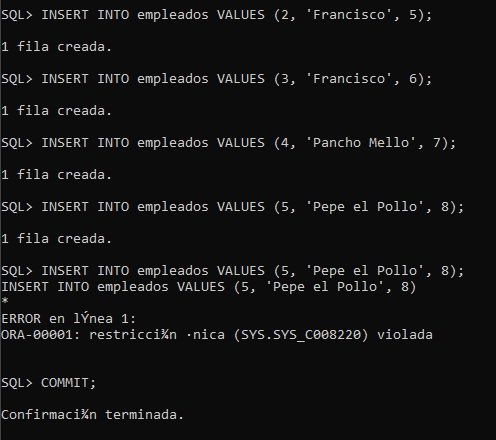 SQL> INSERT INTO empleados VALUES (2, 'Francisco', 5);
1 fila creada.
SQL> INSERT INTO empleados VALUES (3, 'Francisco', 6);
1 fila creada.
SQL> INSERT INTO empleados VALUES (4, 'Pancho Mello', 7);
1 fila creada.
SQL> INSERT INTO empleados VALUES (5, 'Pepe el Pollo', 8);
1 fila creada.
SQL> INSERT INTO empleados VALUES (5, 'Pepe el Pollo', 8);
INSERT INTO empleados VALUES (5, 'Pepe el Pollo', 8)
*
ERROR en lÝnea 1:
ORA-00001: restricci¾n ·nica (SYS.SYS_C008220) violada
SQL> COMMIT;
Confirmaci¾n terminada.